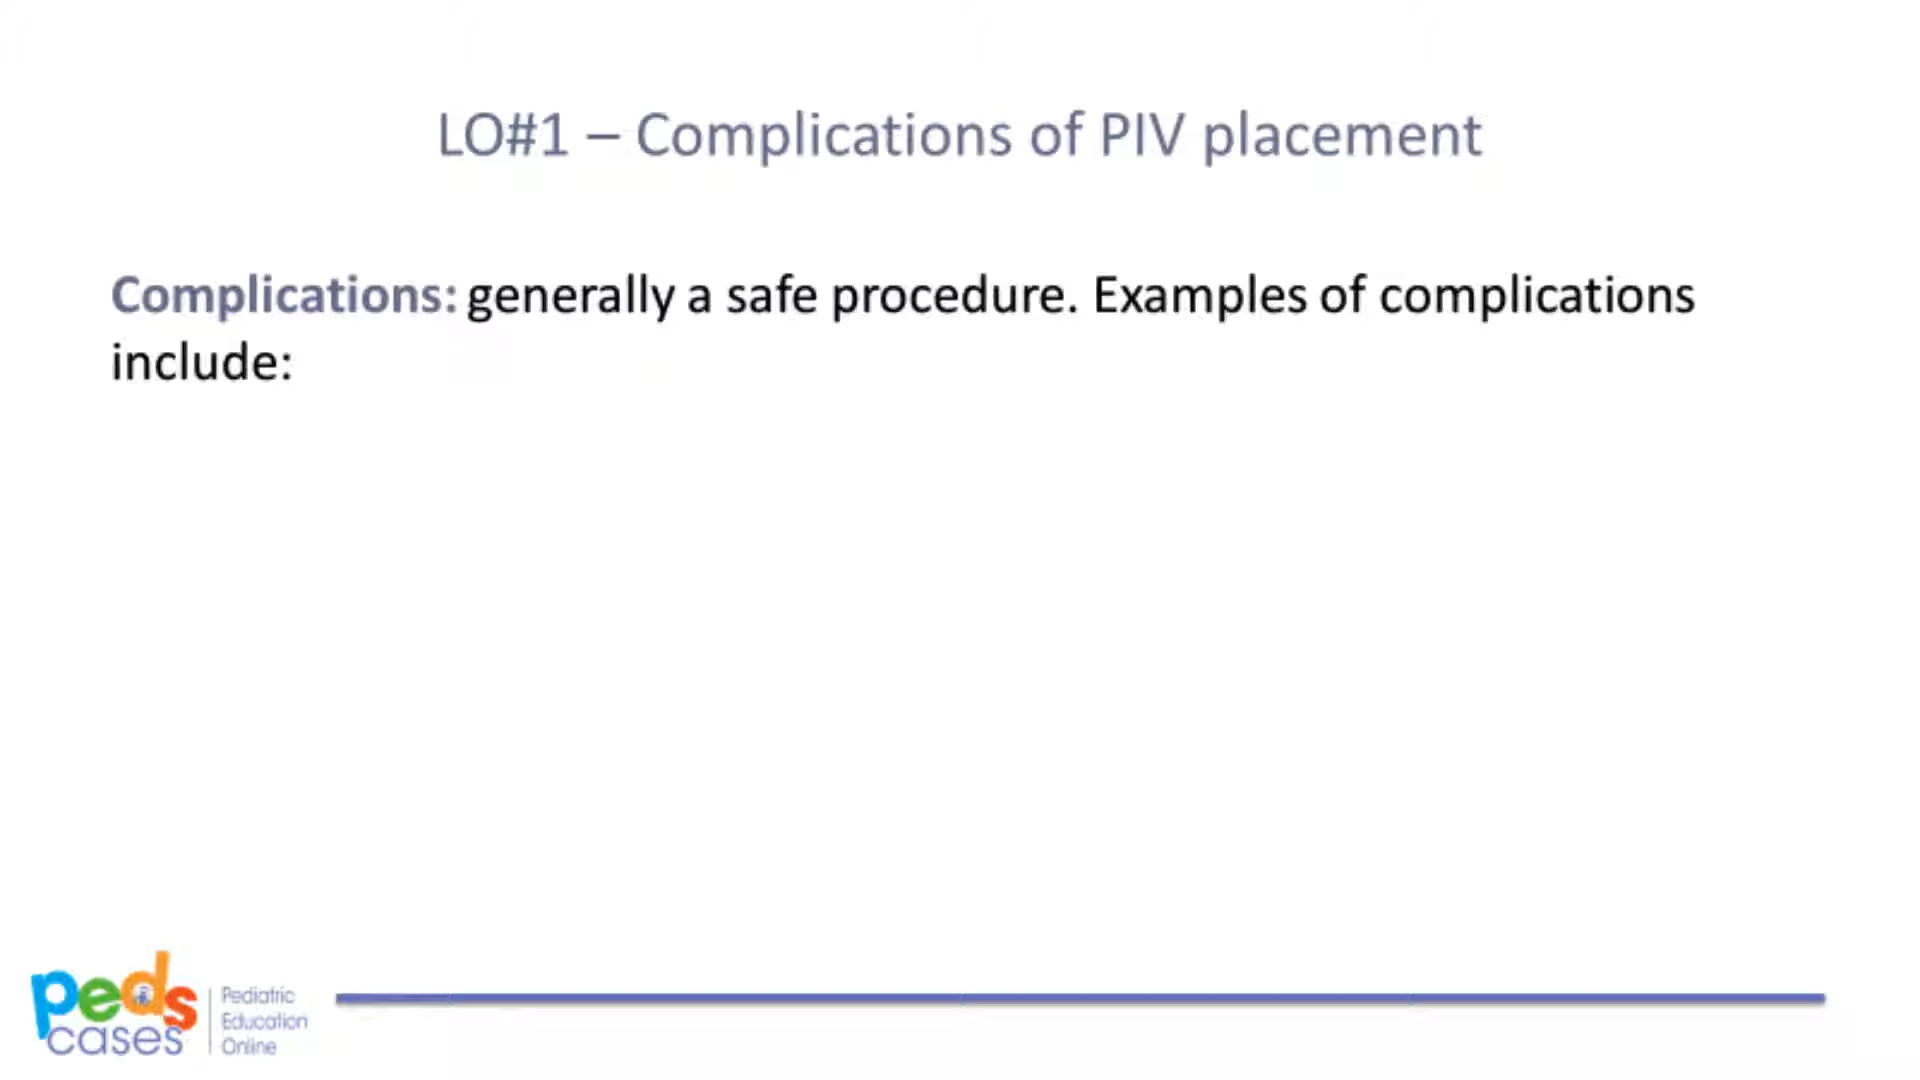 LO#1 – Complications of PIV placement
Complications: generally a safe procedure. Examples of complications
include:
peds
cases
Pediatric
Education
Online